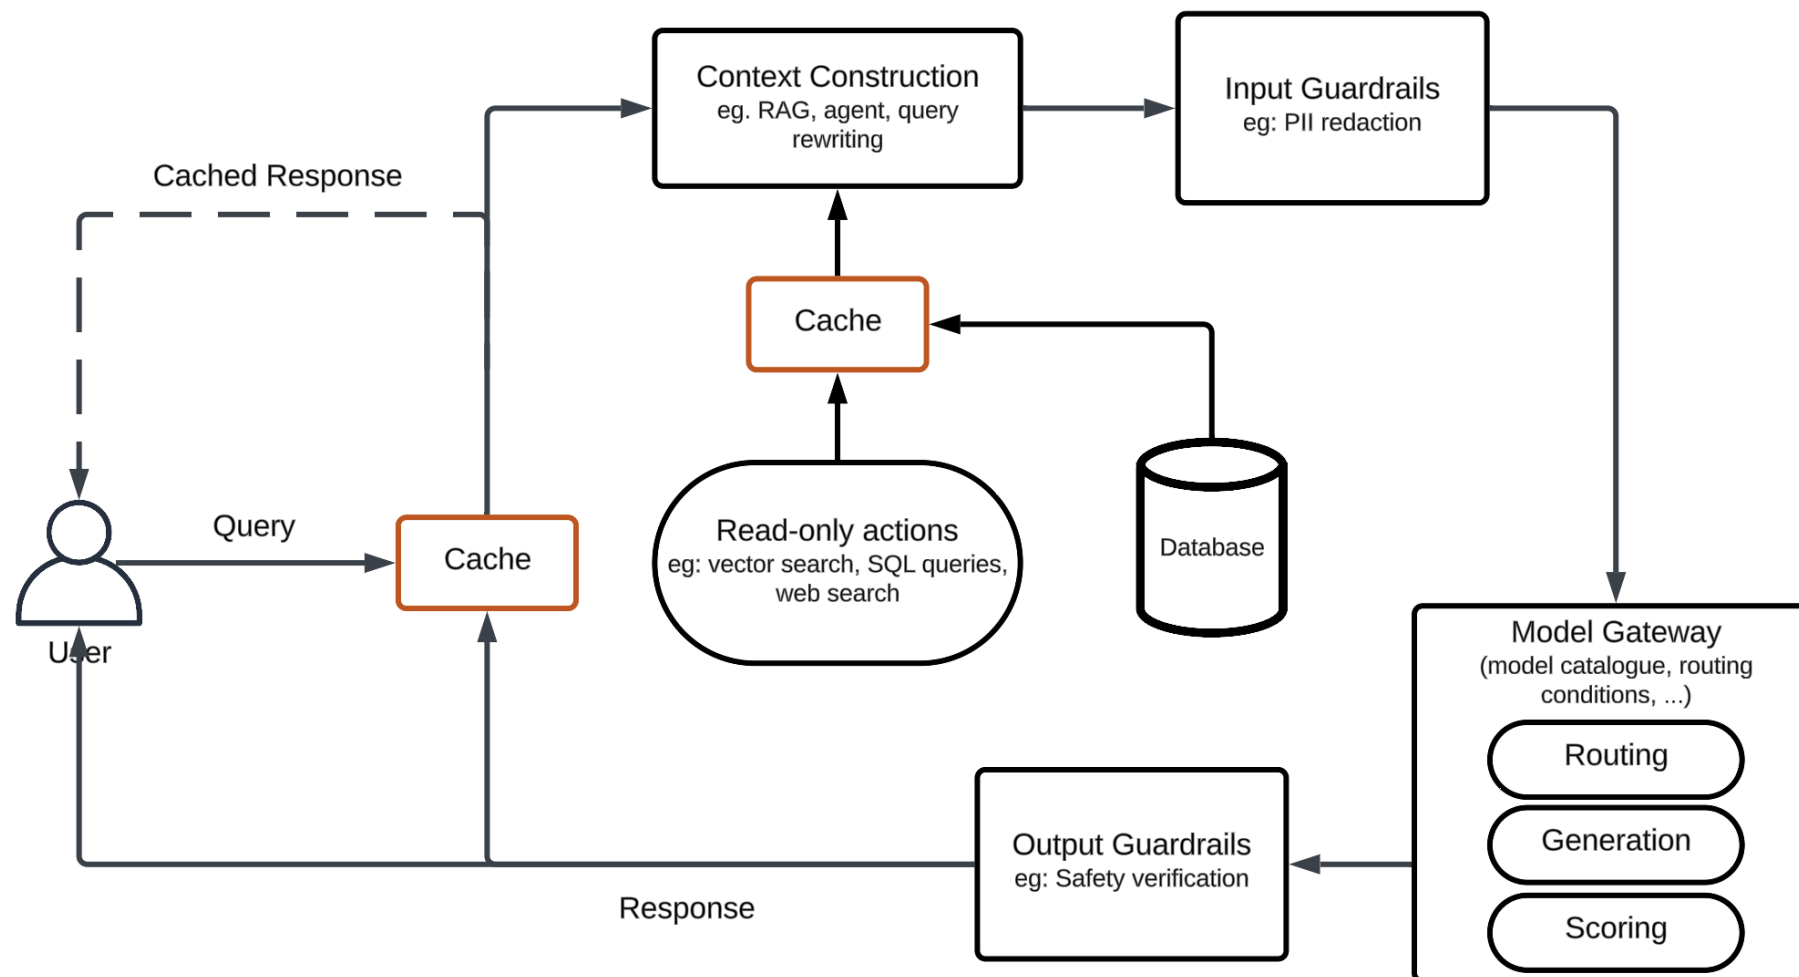 Context Construction
eg. RAG, agent, query
rewriting
Input Guardrails
eg: PII redaction
Cached Response
Cache
Query
Cache
Read-only actions
eg: vector search, SQL queries,
web search
Database
User
Model Gateway
(model catalogue, routing
conditions, ...)
Routing
Generation
Scoring
Output Guardrails
eg: Safety verification
Response